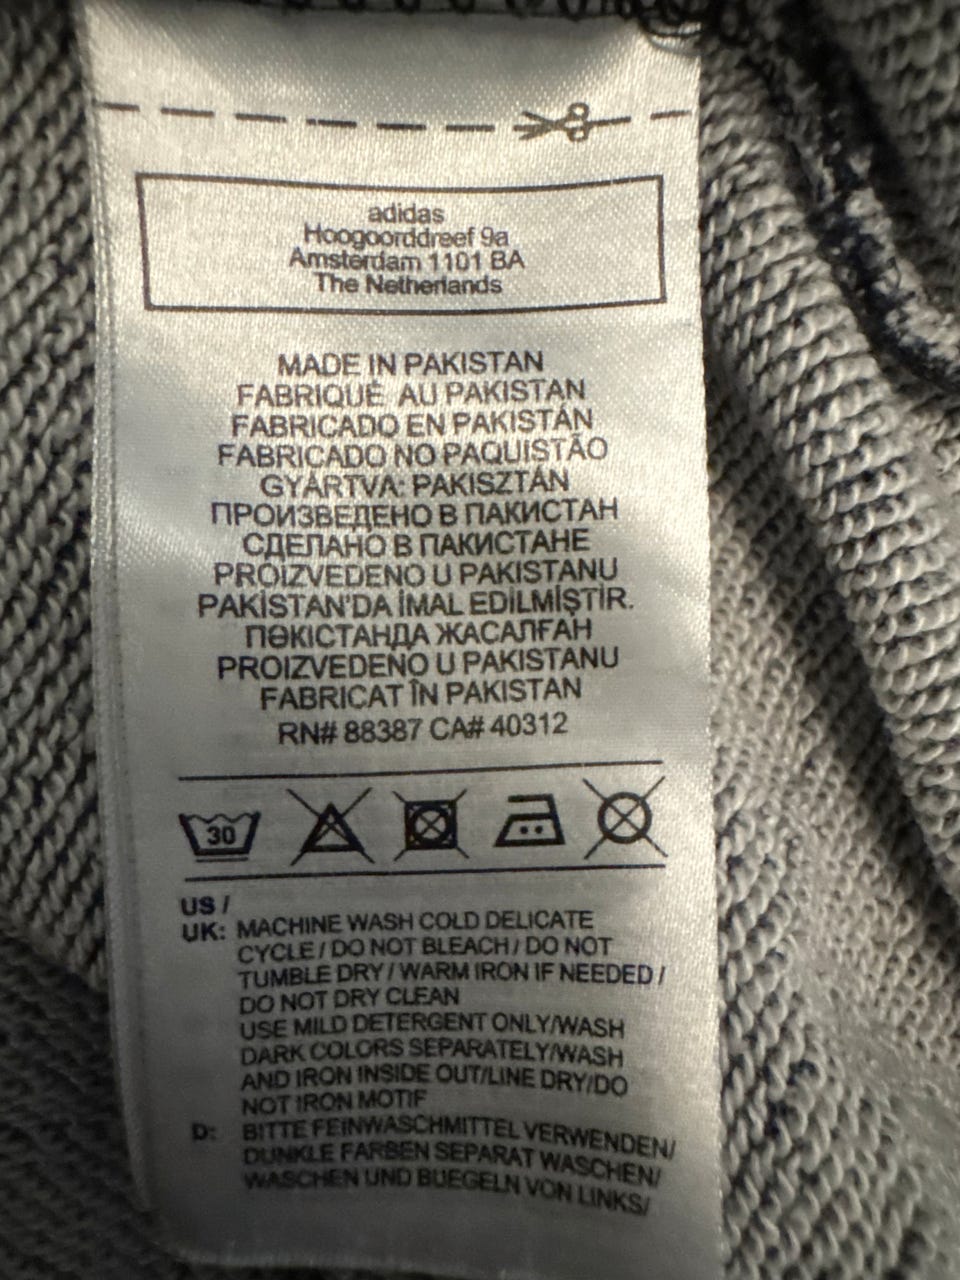 adidas
Hoogoorddreef 9a
Amsterdam 1101 BA
The Netherlands
MADE IN PAKISTAN
FABRIQUÉ AU PAKISTAN
FABRICADO EN PAKISTÁN
FABRICADO NO PAQUISTÃO
GYÁRTVA: PAKISZTÁN
ПРОИЗВЕДЕНО В ПАКИСТАН
СДЕЛАНО В ПАКИСТАНЕ
PROIZVEDENO U PAKISTANU
PAKİSTAN'DA İMAL EDİLMİŞTİR.
ПӘКІСТАНДА ЖАСАЛҒАН
PROIZVEDENO U PAKISTANU
FABRICAT ÎN PAKISTAN
RN# 88387 CA# 40312
30
US /
UK: MACHINE WASH COLD DELICATE
CYCLE / DO NOT BLEACH / DO NOT
TUMBLE DRY / WARM IRON IF NEEDED /
DO NOT DRY CLEAN
USE MILD DETERGENT ONLY/WASH
DARK COLORS SEPARATELY/WASH
AND IRON INSIDE OUT/LINE DRY/DO
NOT IRON MOTIF
D: BITTE FEINWASCHMITTEL VERWENDEN/
DUNKLE FARBEN SEPARAT WASCHEN/
WASCHEN UND BUEGELN VON LINKS/